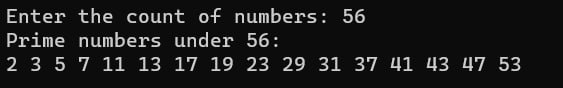 Enter the count of numbers: 56
Prime numbers under 56:
2 3 5 7 11 13 17 19 23 29 31 37 41 43 47 53